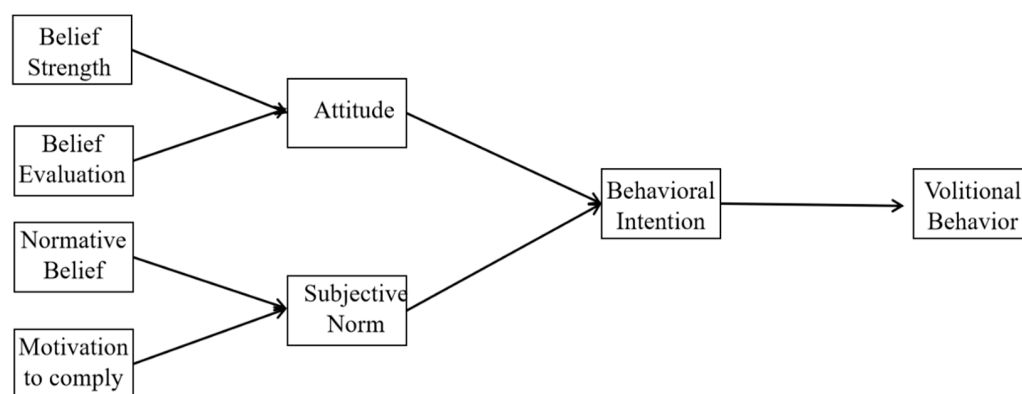 Belief
Strength
Belief
Evaluation
Normative
Belief
Motivation
to comply
Attitude
Subjective
Norm
Behavioral
Intention
Volitional
Behavior